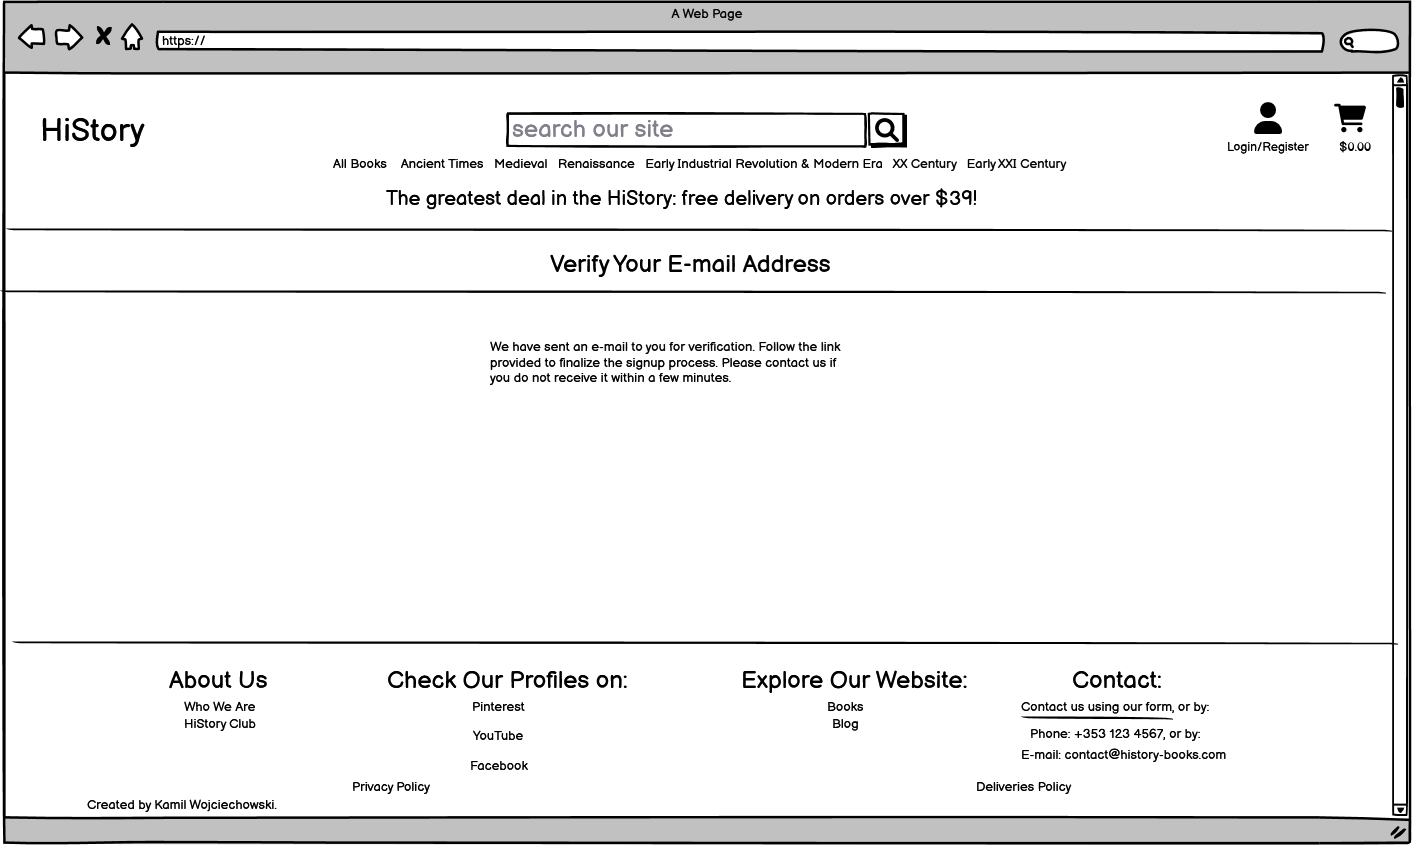 A Web Page
https://
HiStory
search our site
Login/Register
$0.00
All Books Ancient Times Medieval Renaissance Early Industrial Revolution & Modern Era XX Century Early XXI Century
The greatest deal in the HiStory: free delivery on orders over $39!
Verify Your E-mail Address
We have sent an e-mail to you for verification. Follow the link
provided to finalize the signup process. Please contact us if
you do not receive it within a few minutes.
About Us
Who We Are
HiStory Club
Check Our Profiles on:
Pinterest
YouTube
Facebook
Explore Our Website:
Books
Blog
Contact:
Contact us using our form, or by:
Phone: +353 123 4567, or by:
E-mail: contact@history-books.com
Privacy Policy
Deliveries Policy
Created by Kamil Wojciechowski.